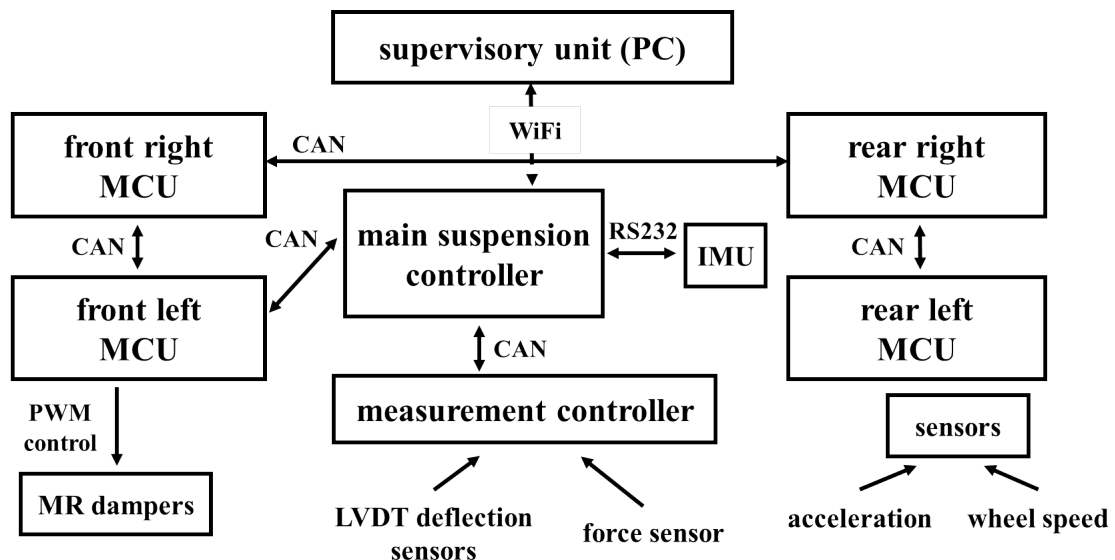 supervisory unit (PC)
WiFi
front right
MCU
CAN
rear right
MCU
CAN
CAN
main suspension
controller
RS232
IMU
CAN
front left
MCU
rear left
MCU
CAN
measurement controller
PWM
control
sensors
MR dampers
LVDT deflection
sensors
force sensor
acceleration
wheel speed